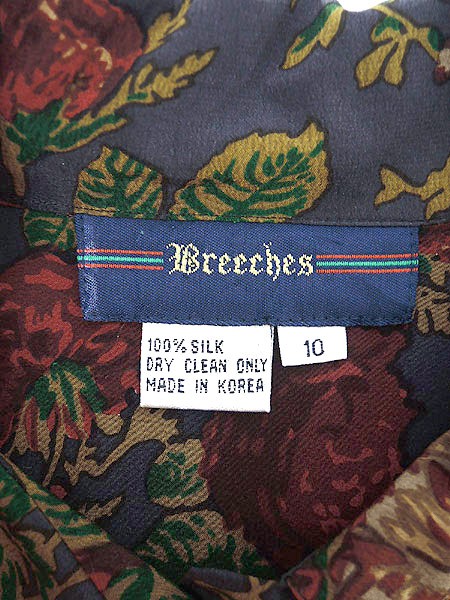 Breeches
100% SILK
DRY CLEAN ONLY
MADE IN KOREA
10